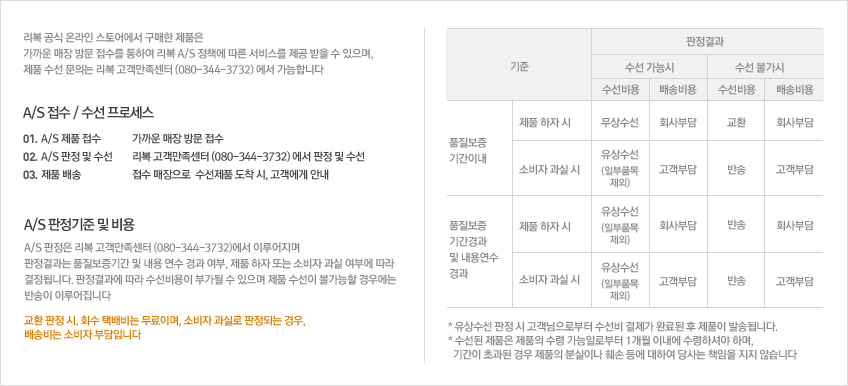 리복 공식 온라인 스토어에서 구매한 제품은
가까운 매장 방문 접수를 통하여 리복 A/S 정책에 따른 서비스를 제공 받을 수 있으며,
제품 수선 문의는 리복 고객만족센터 (080-344-3732) 에서 가능합니다
A/S 접수 / 수선 프로세스
01. A/S 제품 접수 가까운 매장 방문 접수
02. A/S 판정 및 수선 리복 고객만족센터 (080-344-3732) 에서 판정 및 수선
03. 제품 배송 접수 매장으로 수선제품 도착 시, 고객에게 안내
A/S 판정기준 및 비용
A/S 판정은 리복 고객만족센터 (080-344-3732)에서 이루어지며
판정결과는 품질보증기간 및 내용 연수 경과 여부, 제품 하자 또는 소비자 과실 여부에 따라
결정됩니다. 판정결과에 따라 수선비용이 부가될 수 있으며 제품 수선이 불가능할 경우에는
반송이 이루어집니다
교환 판정 시, 회수 택배비는 무료이며, 소비자 과실로 판정되는 경우,
배송비는 소비자 부담입니다
기준 판정결과
수선 가능시 수선 불가시
수선비용 배송비용 수선비용 배송비용
품질보증
기간이내
제품 하자 시 무상수선 회사부담 교환 회사부담
소비자 과실 시 유상수선
(일부품목
제외)
고객부담 반송 고객부담
품질보증
기간경과
및 내용연수
경과
제품 하자 시 유상수선
(일부품목
제외)
회사부담 반송 회사부담
소비자 과실 시 유상수선
(일부품목
제외)
고객부담 반송 고객부담
* 유상수선 판정 시 고객님으로부터 수선비 결제가 완료된 후 제품이 발송됩니다.
* 수선된 제품은 제품의 수령 가능일로부터 1개월 이내에 수령하셔야 하며,
기간이 초과된 경우 제품의 분실이나 훼손 등에 대하여 당사는 책임을 지지 않습니다